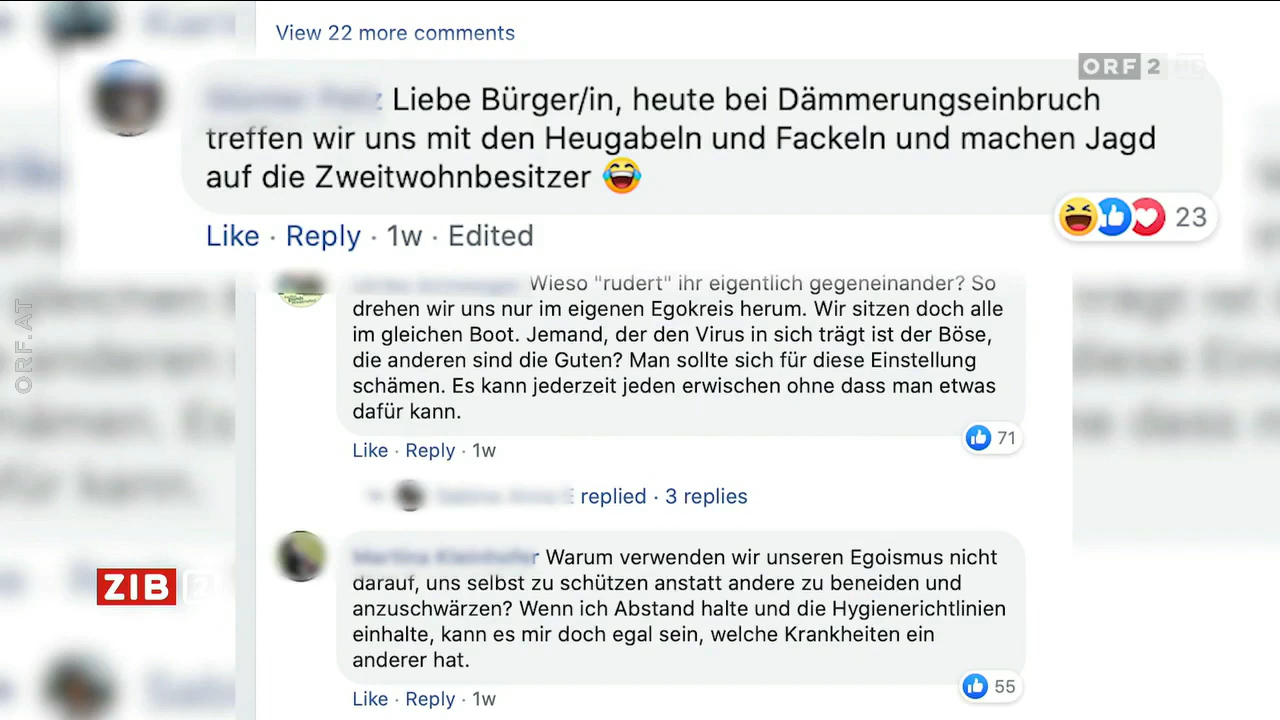 View 22 more comments
ORF 2
Liebe Bürger/in, heute bei Dämmerungseinbruch
treffen wir uns mit den Heugabeln und Fackeln und machen Jagd
auf die Zweitwohnbesitzer 😂
23
Like · Reply · 1w · Edited
Wieso "rudert" ihr eigentlich gegeneinander? So
drehen wir uns nur im eigenen Egokreis herum. Wir sitzen doch alle
im gleichen Boot. Jemand, der den Virus in sich trägt ist der Böse,
die anderen sind die Guten? Man sollte sich für diese Einstellung
schämen. Es kann jederzeit jeden erwischen ohne dass man etwas
dafür kann.
71
Like · Reply · 1w
replied · 3 replies
Warum verwenden wir unseren Egoismus nicht
darauf, uns selbst zu schützen anstatt andere zu beneiden und
anzuschwärzen? Wenn ich Abstand halte und die Hygienerichtlinien
einhalte, kann es mir doch egal sein, welche Krankheiten ein
anderer hat.
55
Like · Reply · 1w
ORF.AT
ZIB 2